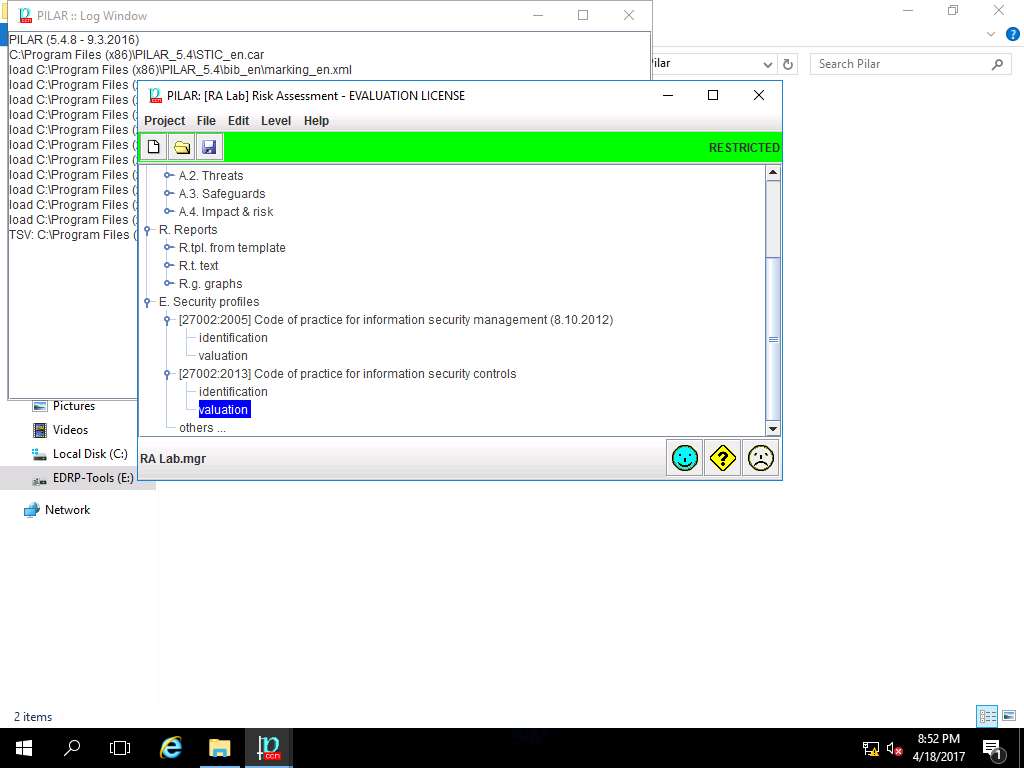 PILAR :: Log Window
PILAR (5.4.8 - 9.3.2016)
C:\Program Files (x86)\PILAR_5.4\STIC_en.car
load C:\Program Files (x86)\PILAR_5.4\bib_en\marking_en.xml
load C:\Program Files (
load C:\Program Files (
load C:\Program Files (
load C:\Program Files (
load C:\Program Files (
load C:\Program Files (
load C:\Program Files (
load C:\Program Files (
load C:\Program Files (
load C:\Program Files (
TSV: C:\Program Files (
Pilar
Search Pilar
PILAR: [RA Lab] Risk Assessment - EVALUATION LICENSE
Project File Edit Level Help
RESTRICTED
A.2. Threats
A.3. Safeguards
A.4. Impact & risk
R. Reports
R.tpl. from template
R.t. text
R.g. graphs
E. Security profiles
[27002:2005] Code of practice for information security management (8.10.2012)
identification
valuation
[27002:2013] Code of practice for information security controls
identification
valuation
others ...
RA Lab.mgr
Pictures
Videos
Local Disk (C:)
EDRP-Tools (E:)
Network
2 items
8:52 PM
4/18/2017
1